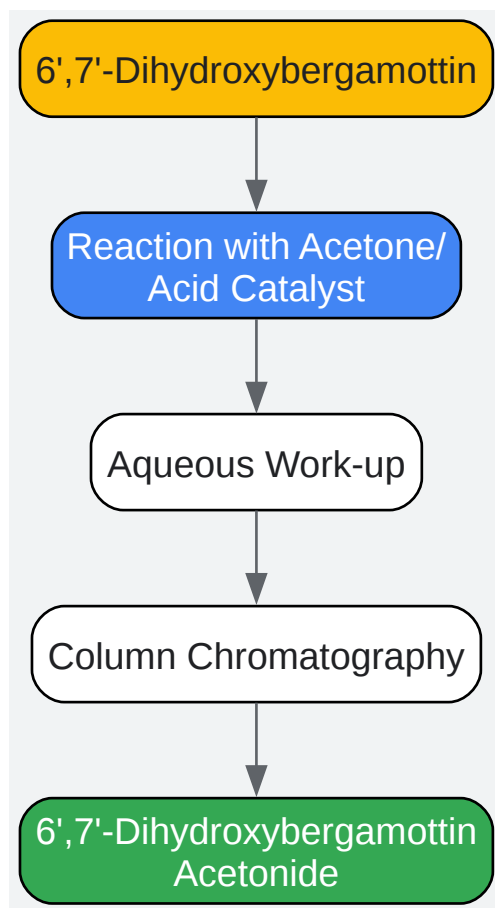 6',7'-Dihydroxybergamottin
Reaction with Acetone/
Acid Catalyst
Aqueous Work-up
Column Chromatography
6',7'-Dihydroxybergamottin
Acetonide